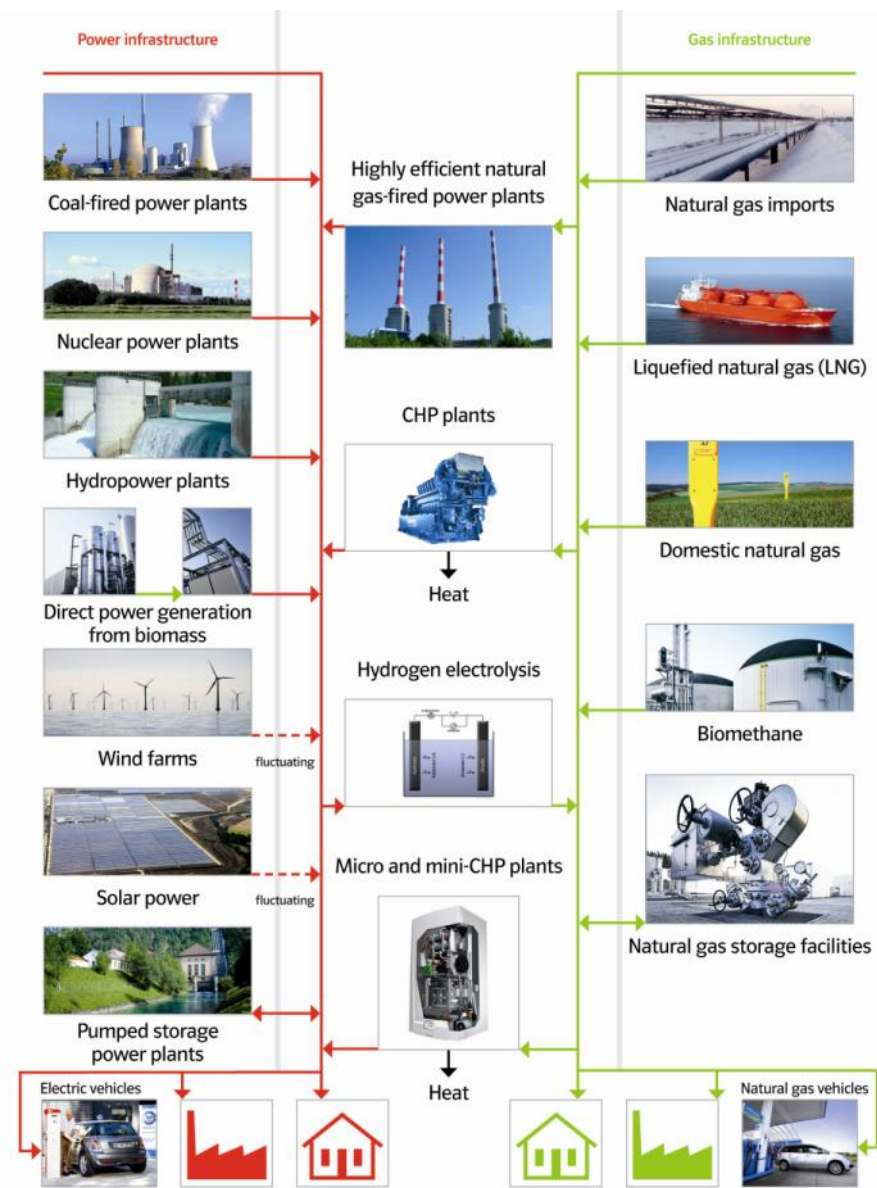 Power infrastructure
Gas infrastructure
Coal-fired power plants
Highly efficient natural
gas-fired power plants
Natural gas imports
Nuclear power plants
Liquefied natural gas (LNG)
Hydropower plants
CHP plants
Heat
Domestic natural gas
Direct power generation
from biomass
Hydrogen electrolysis
Wind farms
fluctuating
Biomethane
Solar power
fluctuating
Micro and mini-CHP plants
Natural gas storage facilities
Pumped storage
power plants
Heat
Electric vehicles
Natural gas vehicles